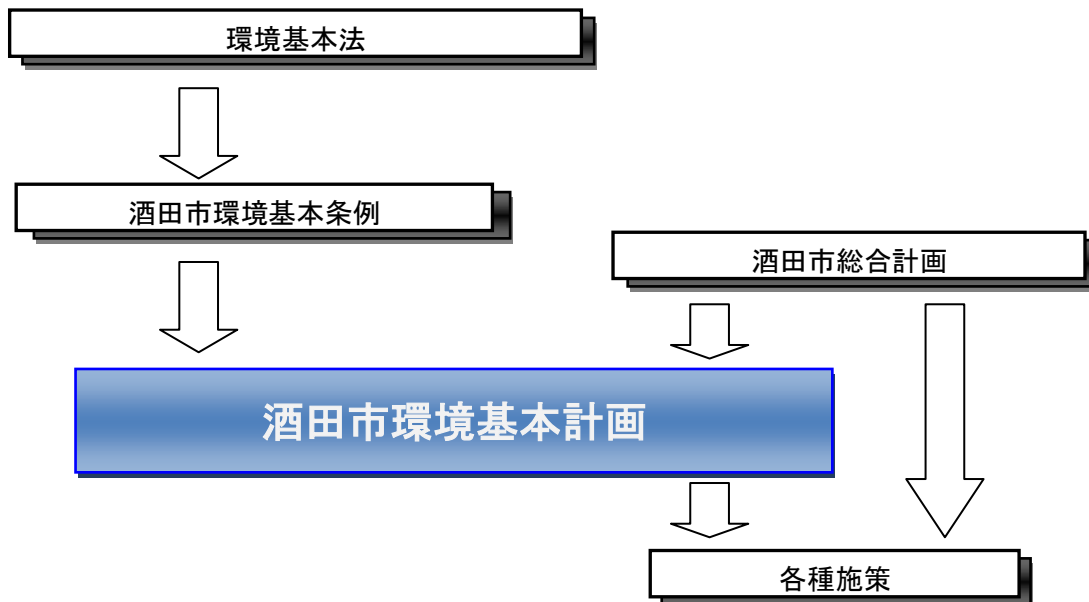 環境基本法
酒田市環境基本条例
酒田市総合計画
酒田市環境基本計画
各種施策